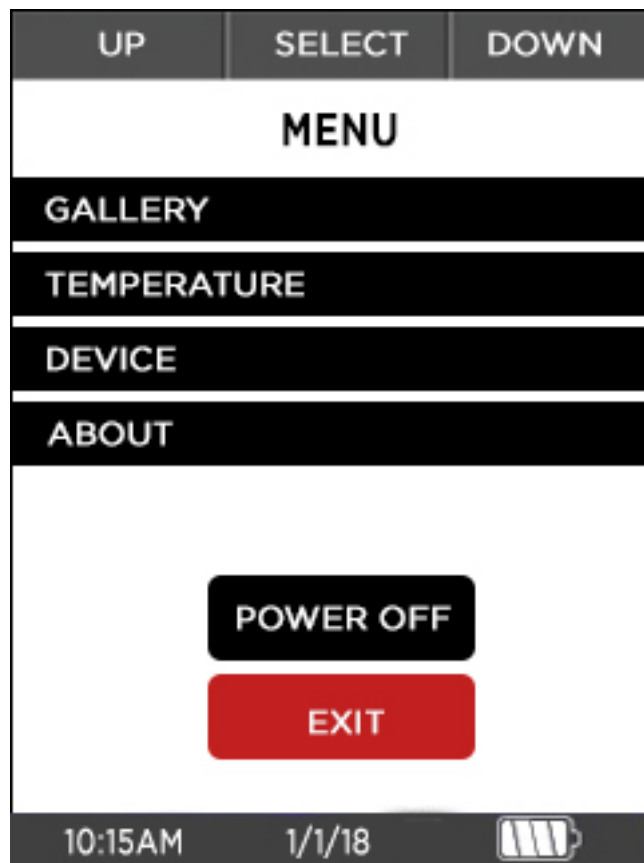 UP SELECT DOWN
MENU
GALLERY
TEMPERATURE
DEVICE
ABOUT
POWER OFF
EXIT
10:15AM 1/1/18